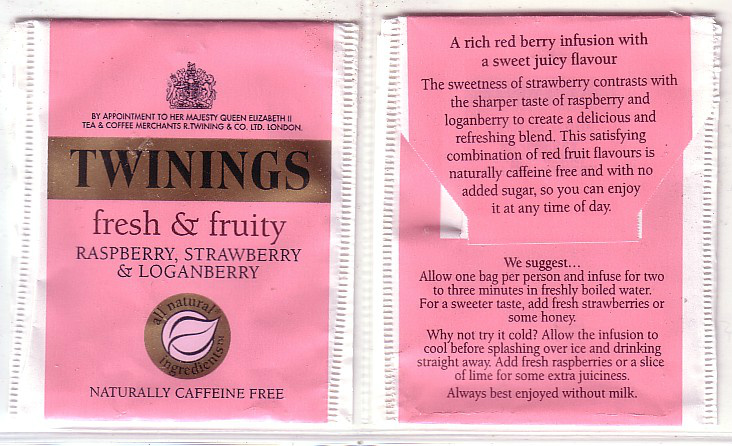 BY APPOINTMENT TO HER MAJESTY QUEEN ELIZABETH II
TEA & COFFEE MERCHANTS R.TWINING & CO. LTD. LONDON.
TWININGS
fresh & fruity
RASPBERRY, STRAWBERRY
& LOGANBERRY
all natural
ingredients™
NATURALLY CAFFEINE FREE
A rich red berry infusion with
a sweet juicy flavour
The sweetness of strawberry contrasts with
the sharper taste of raspberry and
loganberry to create a delicious and
refreshing blend. This satisfying
combination of red fruit flavours is
naturally caffeine free and with no
added sugar, so you can enjoy
it at any time of day.
We suggest...
Allow one bag per person and infuse for two
to three minutes in freshly boiled water.
For a sweeter taste, add fresh strawberries or
some honey.
Why not try it cold? Allow the infusion to
cool before splashing over ice and drinking
straight away. Add fresh raspberries or a slice
of lime for some extra juiciness.
Always best enjoyed without milk.